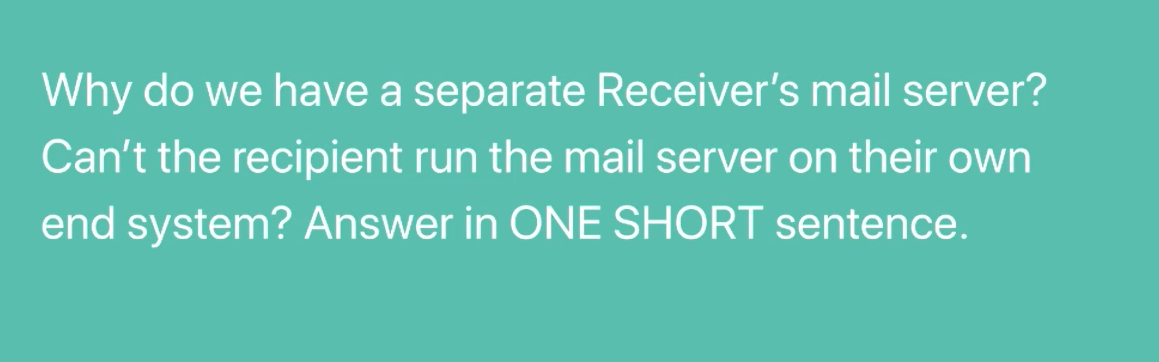 Why do we have a separate Receiver’s mail server?
Can’t the recipient run the mail server on their own
end system? Answer in ONE SHORT sentence.